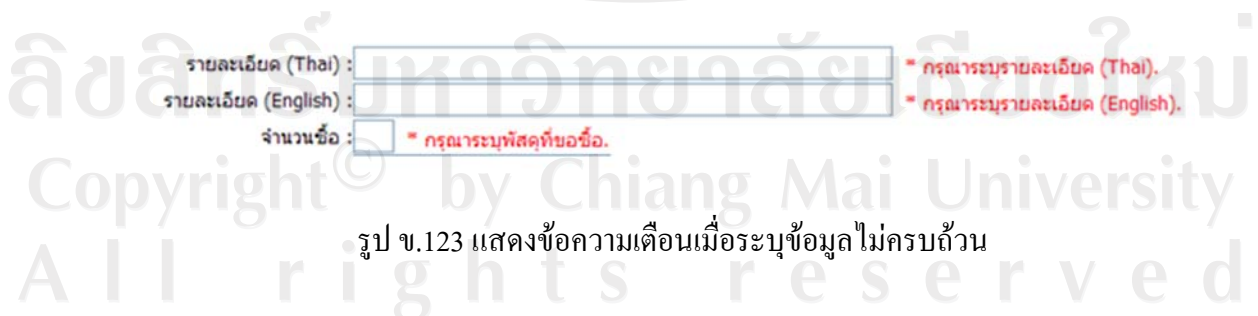 ลิขสิทธิ์มหาวิทยาลัยเชียงใหม่
รายละเอียด (Thai) : * กรุณาระบุรายละเอียด (Thai).
รายละเอียด (English) : * กรุณาระบุรายละเอียด (English).
จำนวนซื้อ : * กรุณาระบุพัสดุที่ขอซื้อ.
Copyright© by Chiang Mai University
รูป ข.123 แสดงข้อความเตือนเมื่อระบุข้อมูลไม่ครบถ้วน
All rights reserved